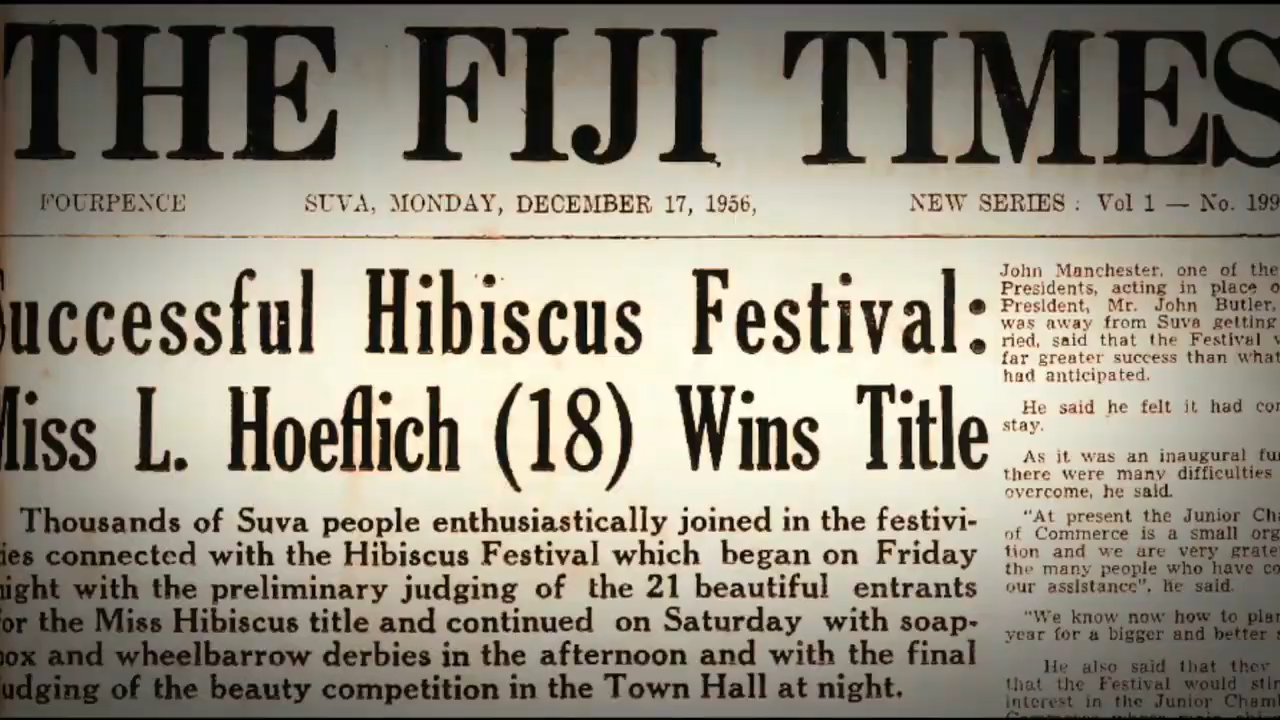 THE FIJI TIMES
FOURPENCE SUVA, MONDAY, DECEMBER 17, 1956, NEW SERIES : Vol 1 — No. 199
Successful Hibiscus Festival:
Miss L. Hoeflich (18) Wins Title
Thousands of Suva people enthusiastically joined in the festivi-
ies connected with the Hibiscus Festival which began on Friday
ight with the preliminary judging of the 21 beautiful entrants
or the Miss Hibiscus title and continued on Saturday with soap-
ox and wheelbarrow derbies in the afternoon and with the final
udging of the beauty competition in the Town Hall at night.
John Manchester, one of the
Presidents, acting in place o
President, Mr. John Butler,
was away from Suva getting
ried, said that the Festival
far greater success than what
had anticipated.
He said he felt it had
stay.
As it was an inaugural
there were many difficulties
overcome, he said.
"At present the Junior
of Commerce is a small
tion and we are very
the many people who have
our assistance", he said.
"We know now how to
year for a bigger and better
He also said that they
that the Festival would
interest in the Junior